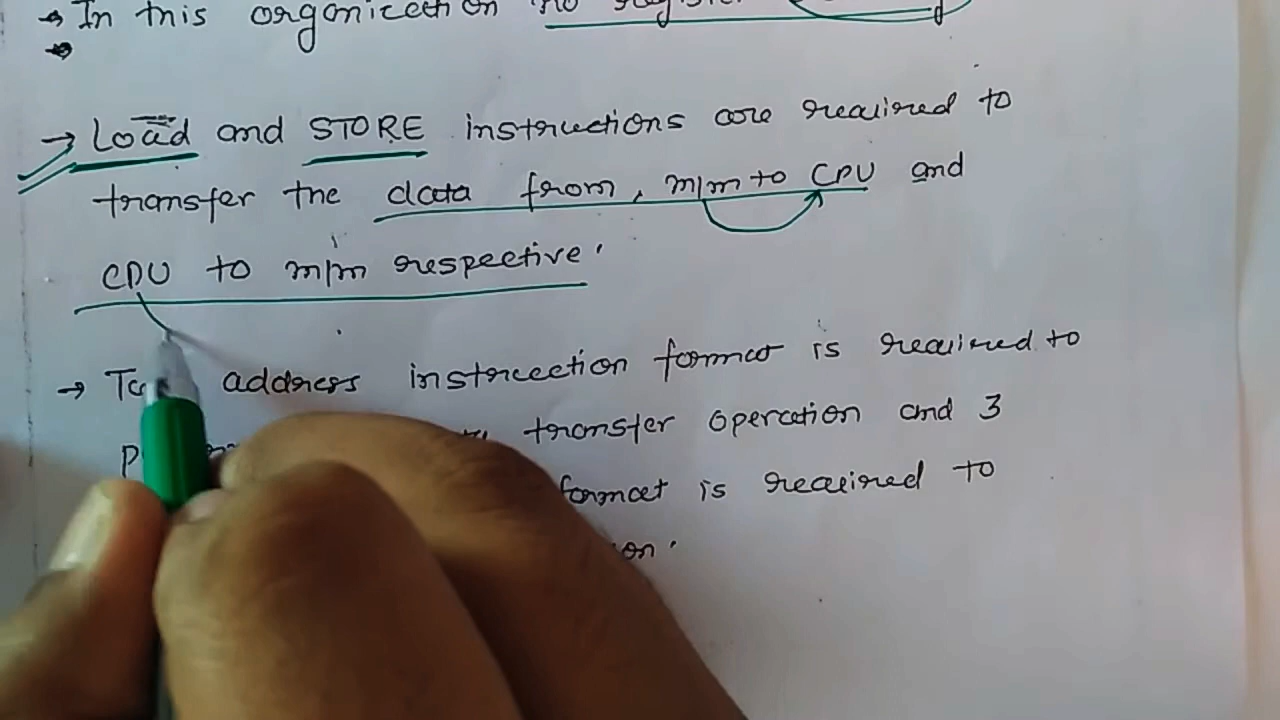 → In this organization no
→ Load and STORE instructions are required to
transfer the data from, m/m to CPU and
CPU to m/m respective.
→ address instruction format is required to
transfer operation and 3
format is required to